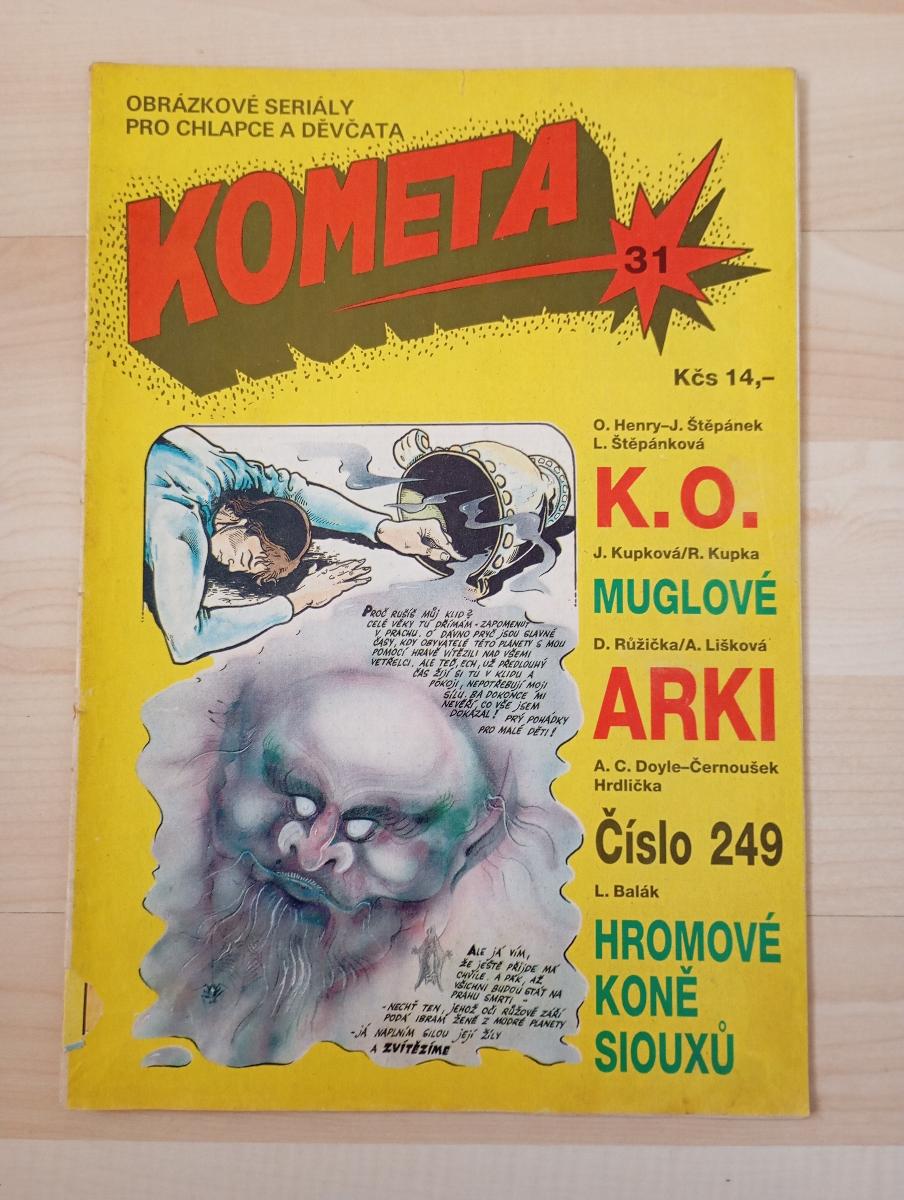 OBRÁZKOVÉ SERIÁLY
PRO CHLAPCE A DĚVČATA
KOMETA
31
Kčs 14,–
O. Henry–J. Štěpánek
L. Štěpánková
K.O.
J. Kupková/R. Kupka
MUGLOVÉ
D. Růžička/A. Lišková
ARKI
A. C. Doyle–Černoušek
Hrdlička
Číslo 249
L. Balák
HROMOVÉ
KONĚ
SIOUXŮ
PROČ RUŠÍŠ MŮJ KLID?
CELÉ VĚKY TU DŘÍMÁM - ZAPOMENUT
V PRACHU. Ó DÁVNO PRYČ JSOU SLAVNÉ
ČASY, KDY OBYVATELÉ TÉTO PLANETY S MOU
POMOCÍ HRAVĚ VÍTĚZILI NAD VŠEMI
VETŘELCI. ALE TEĎ, ECH, UŽ PŘEDLOUHÝ
ČAS ŽIJÍ SI TU V KLIDU A
POKOJI, NEPOTŘEBUJÍ MOJI
SÍLU. BA DOKONCE MI
NEVĚŘÍ, CO VŠE JSEM
DOKÁZAL! PRÝ POHÁDKY
PRO MALÉ DĚTI!
ALE JÁ VÍM,
ŽE JEŠTĚ PŘIJDE MÁ
CHVÍLE. A PAK, AŽ
VŠICHNI BUDOU STÁT NA
PRAHU SMRTI -
- NECHŤ TEN, JEHOŽ OČI RŮŽOVĚ ZÁŘÍ
PODÁ IBRAM ŽENĚ Z MODRÉ PLANETY
- JÁ NAPLNÍM SILOU JEJÍ ŽÍLY
A ZVÍTĚZÍME